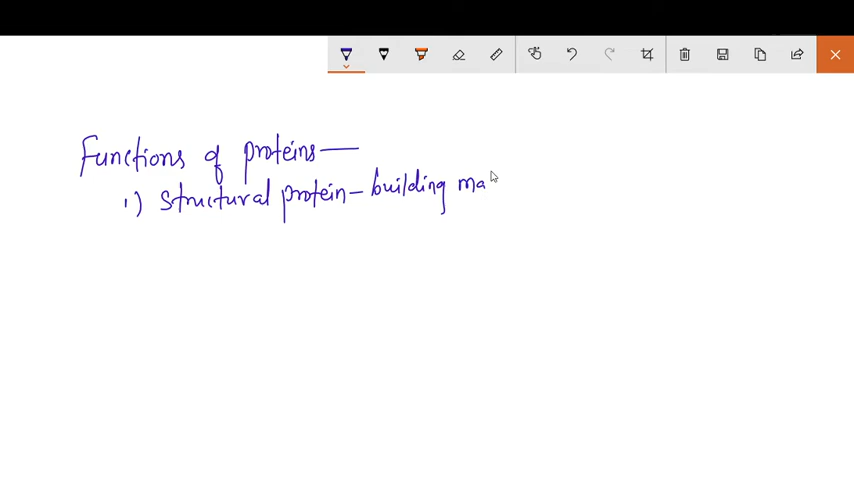 Functions of proteins—
1) Structural protein – building ma